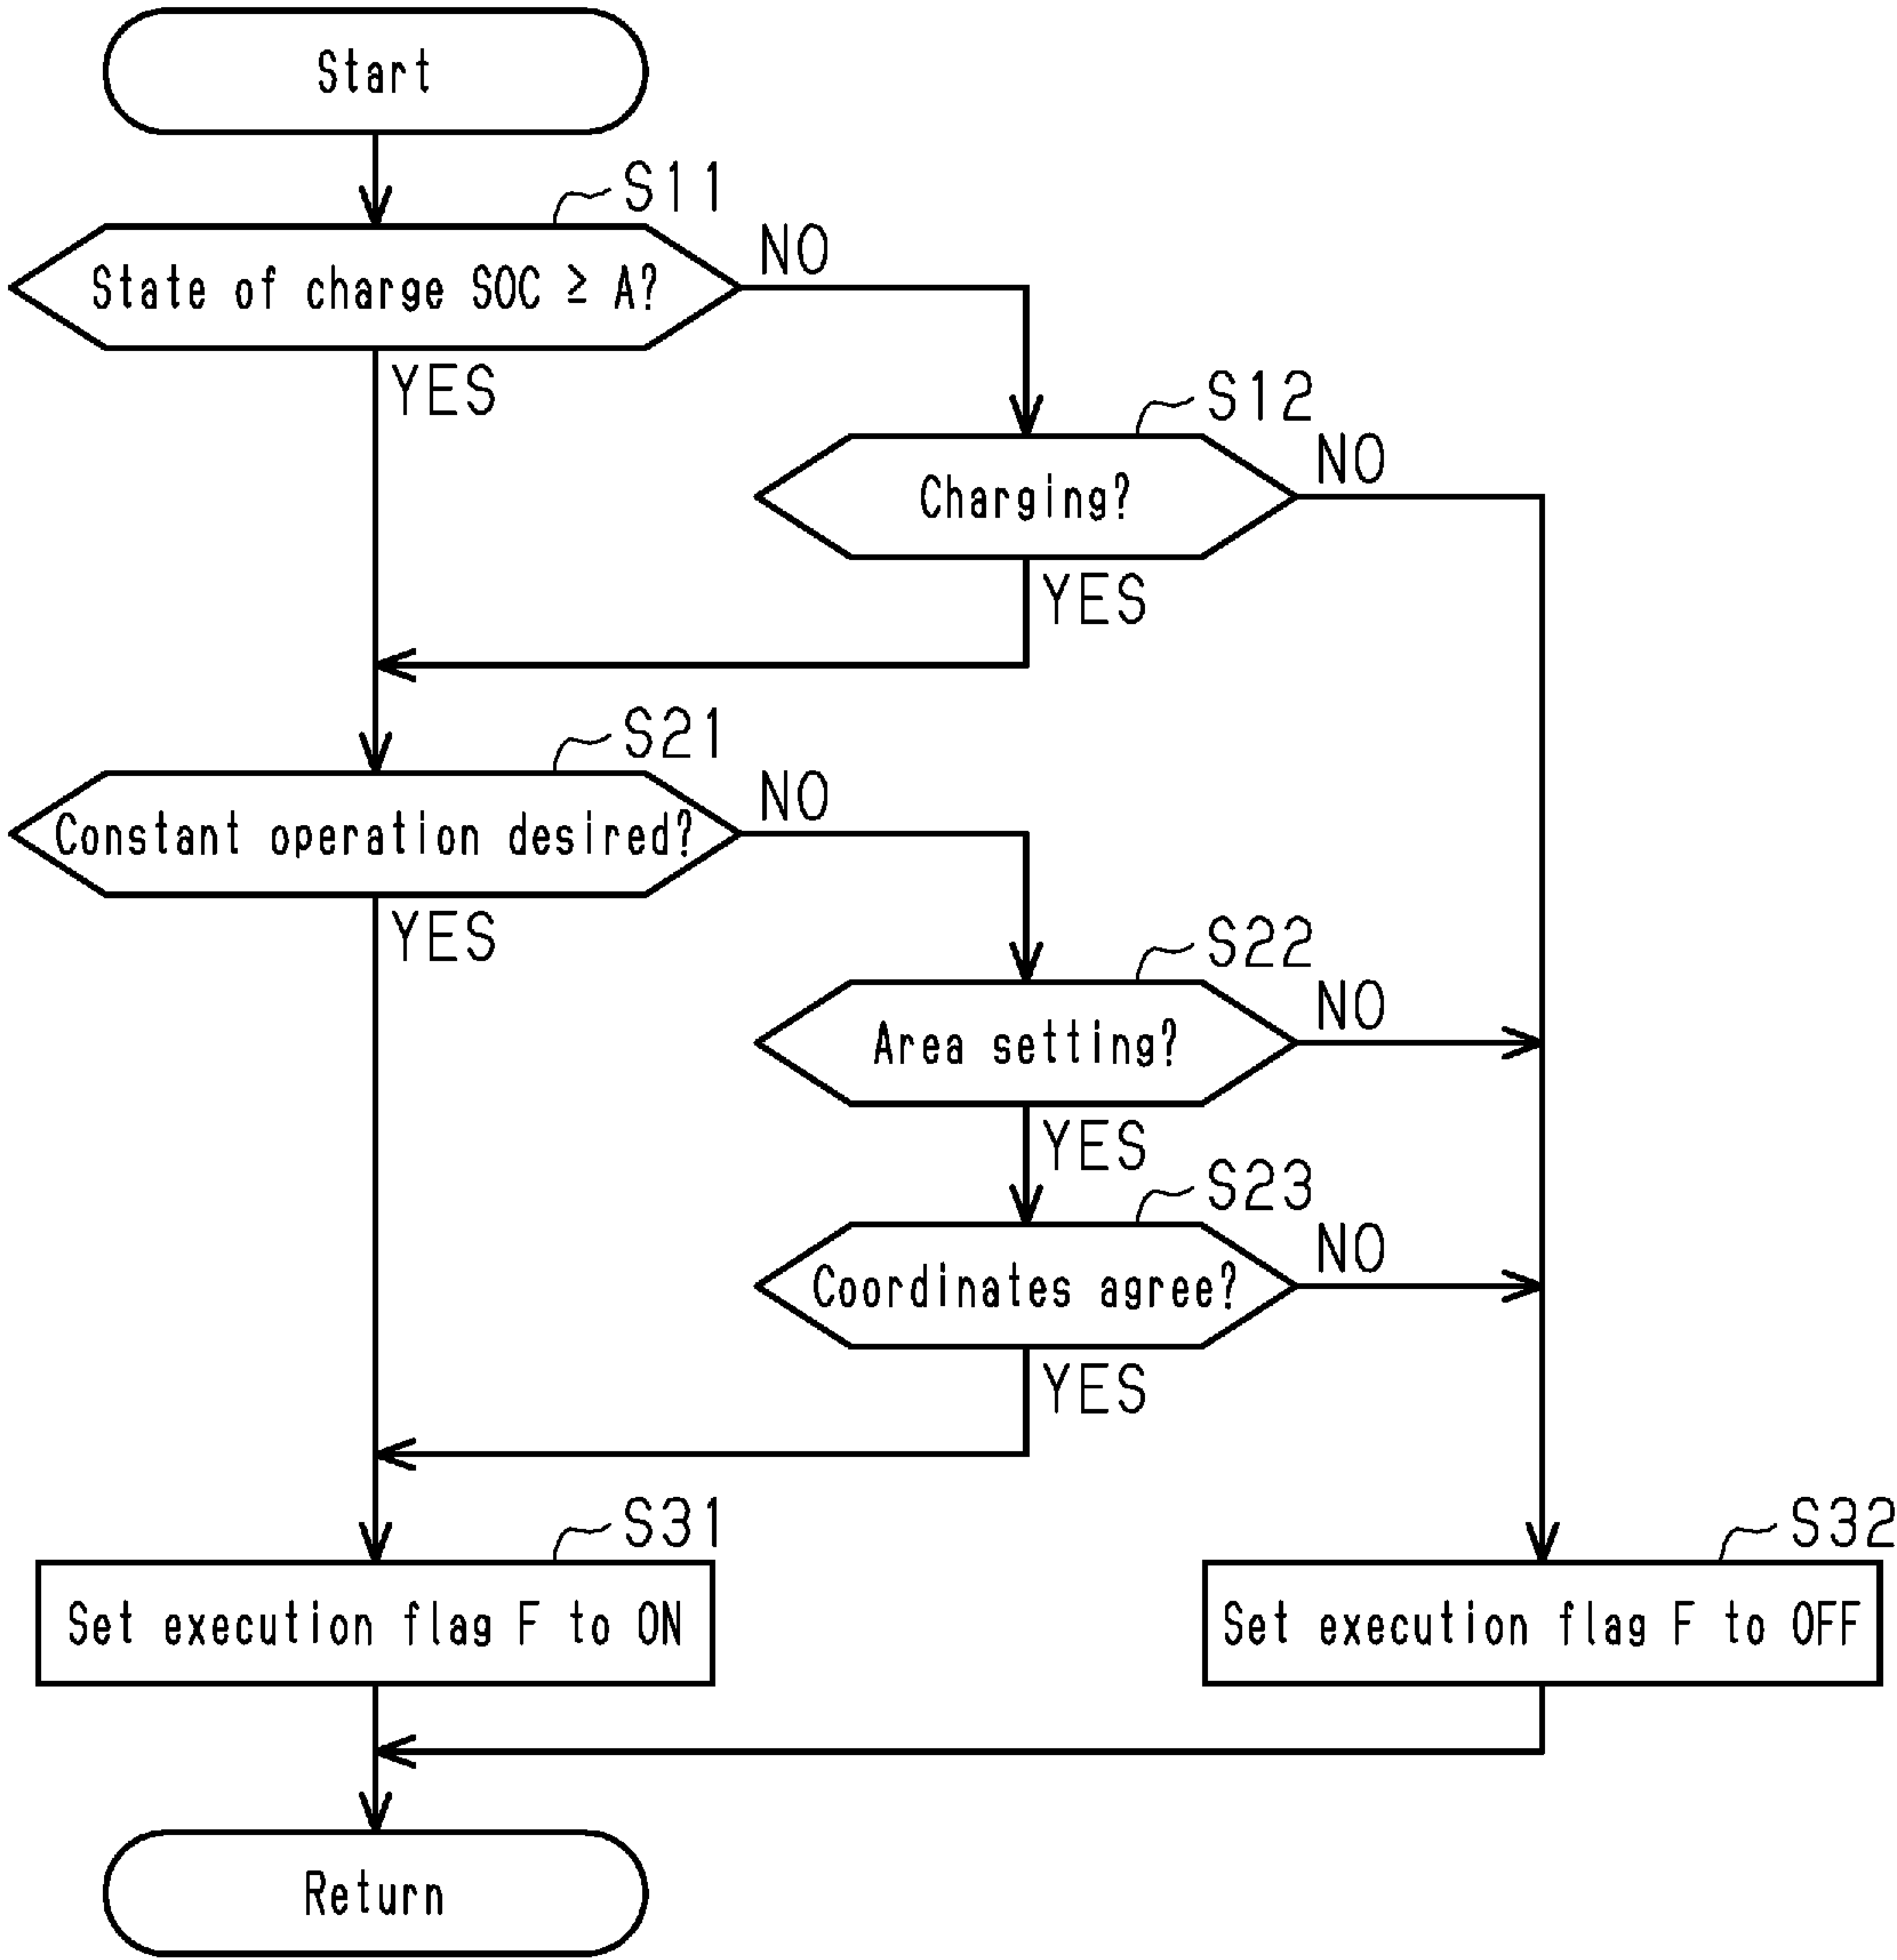 Start
S11
State of charge SOC ≥ A?
NO
YES
S12
Charging?
NO
YES
S21
Constant operation desired?
NO
YES
S22
Area setting?
NO
YES
S23
Coordinates agree?
NO
YES
S31
Set execution flag F to ON
S32
Set execution flag F to OFF
Return